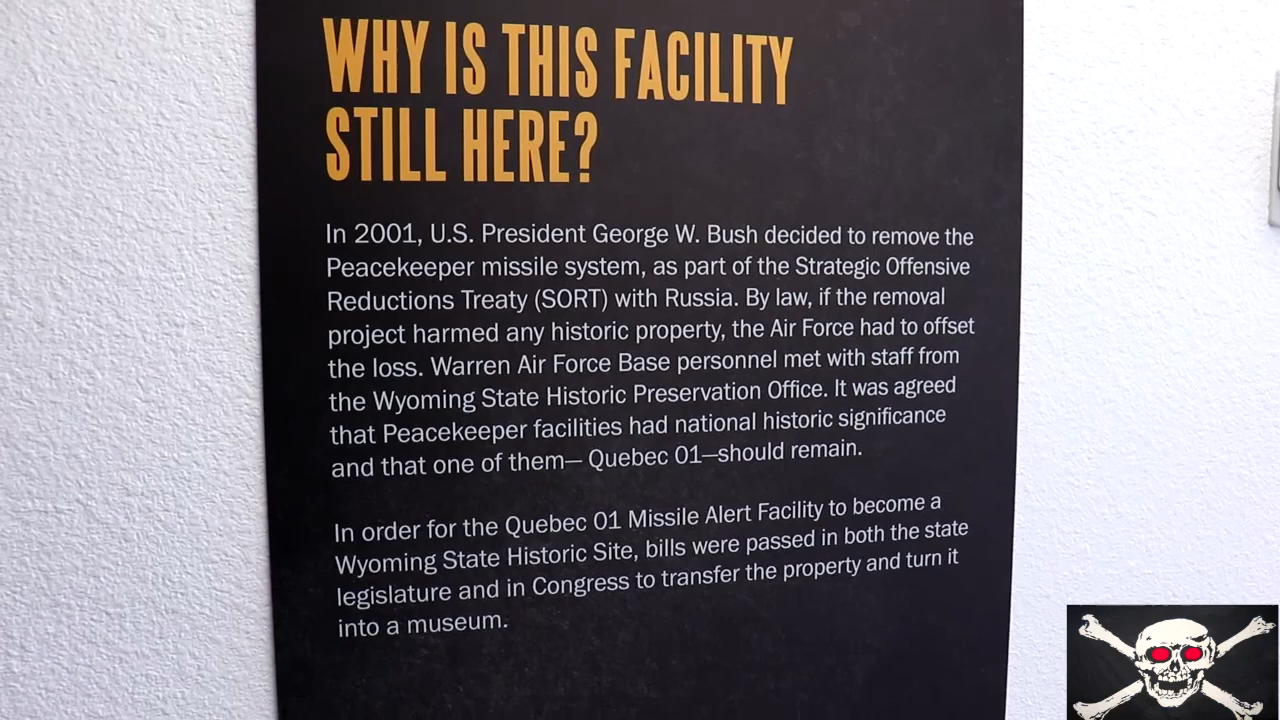 WHY IS THIS FACILITY
STILL HERE?
In 2001, U.S. President George W. Bush decided to remove the
Peacekeeper missile system, as part of the Strategic Offensive
Reductions Treaty (SORT) with Russia. By law, if the removal
project harmed any historic property, the Air Force had to offset
the loss. Warren Air Force Base personnel met with staff from
the Wyoming State Historic Preservation Office. It was agreed
that Peacekeeper facilities had national historic significance
and that one of them— Quebec 01—should remain.
In order for the Quebec 01 Missile Alert Facility to become a
Wyoming State Historic Site, bills were passed in both the state
legislature and in Congress to transfer the property and turn it
into a museum.